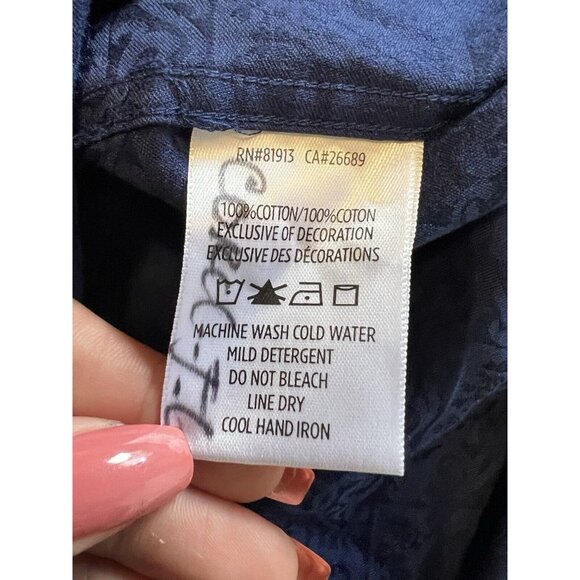 RN#81913 CA#26689
100%COTTON/100%COTON
EXCLUSIVE OF DECORATION
EXCLUSIVE DES DÉCORATIONS
MACHINE WASH COLD WATER
MILD DETERGENT
DO NOT BLEACH
LINE DRY
COOL HAND IRON